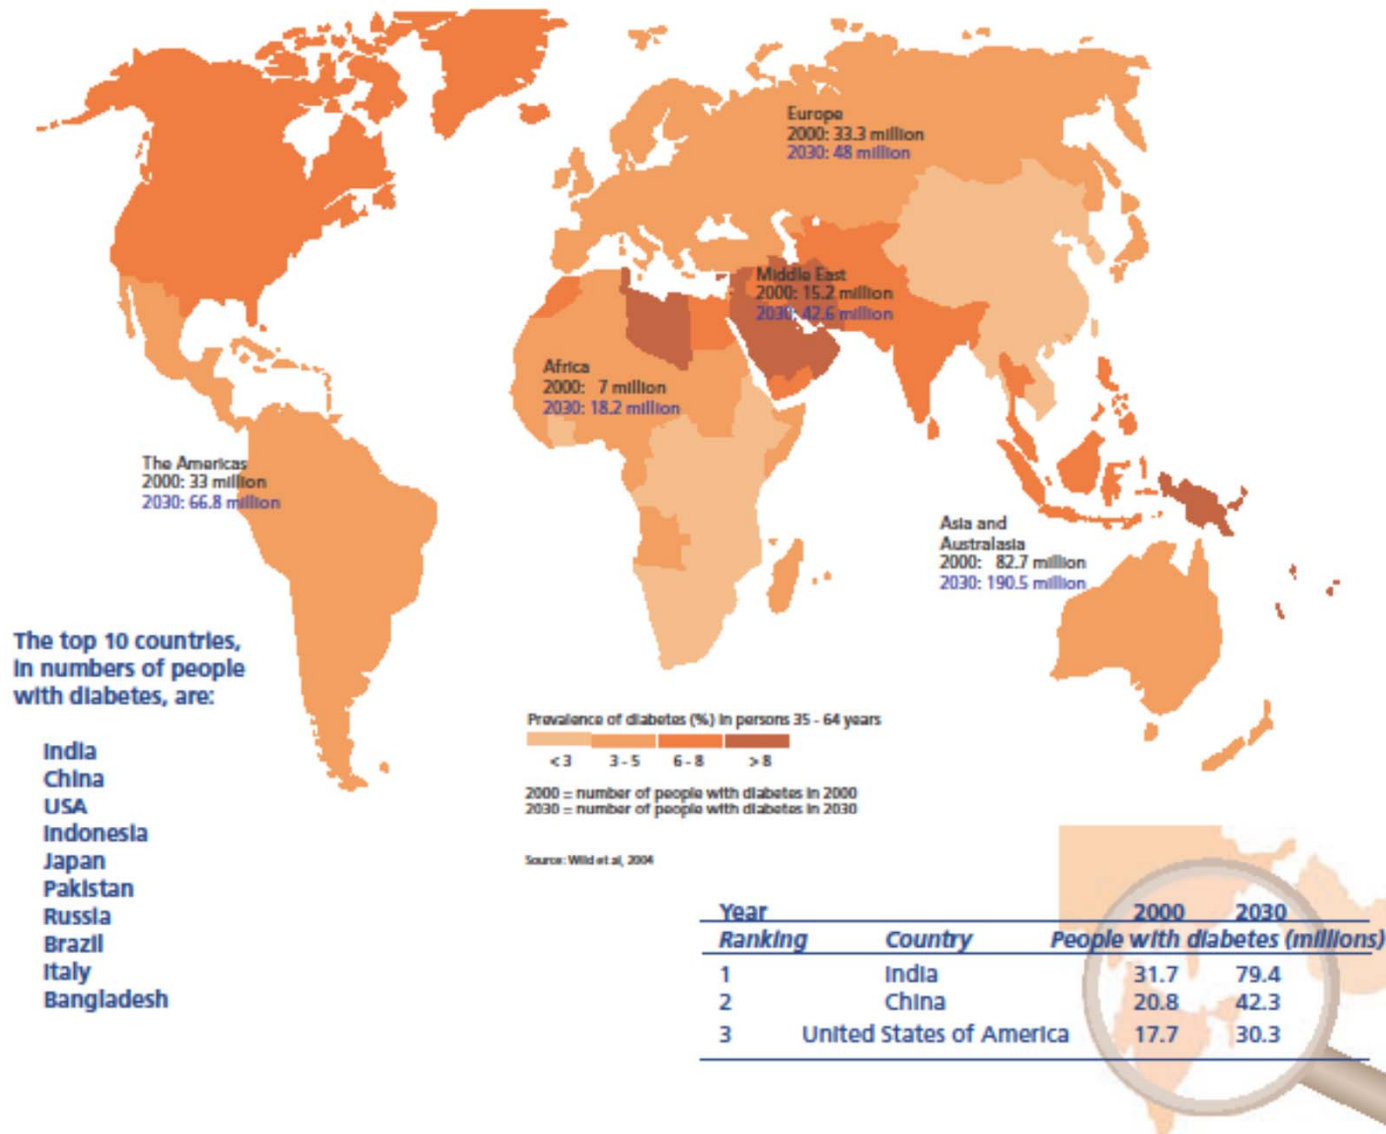 Europe
2000: 33.3 million
2030: 48 million
Middle East
2000: 15.2 million
2030: 42.6 million
Africa
2000: 7 million
2030: 18.2 million
The Americas
2000: 33 million
2030: 66.8 million
Asia and
Australasia
2000: 82.7 million
2030: 190.5 million
The top 10 countries,
in numbers of people
with diabetes, are:
India
China
USA
Indonesia
Japan
Pakistan
Russia
Brazil
Italy
Bangladesh
Prevalence of diabetes (%) in persons 35 - 64 years
< 3 3 - 5 6 - 8 > 8
2000 = number of people with diabetes in 2000
2030 = number of people with diabetes in 2030
Source: Wild et al, 2004
Year 2000 2030
Ranking Country People with diabetes (millions)
1 India 31.7 79.4
2 China 20.8 42.3
3 United States of America 17.7 30.3